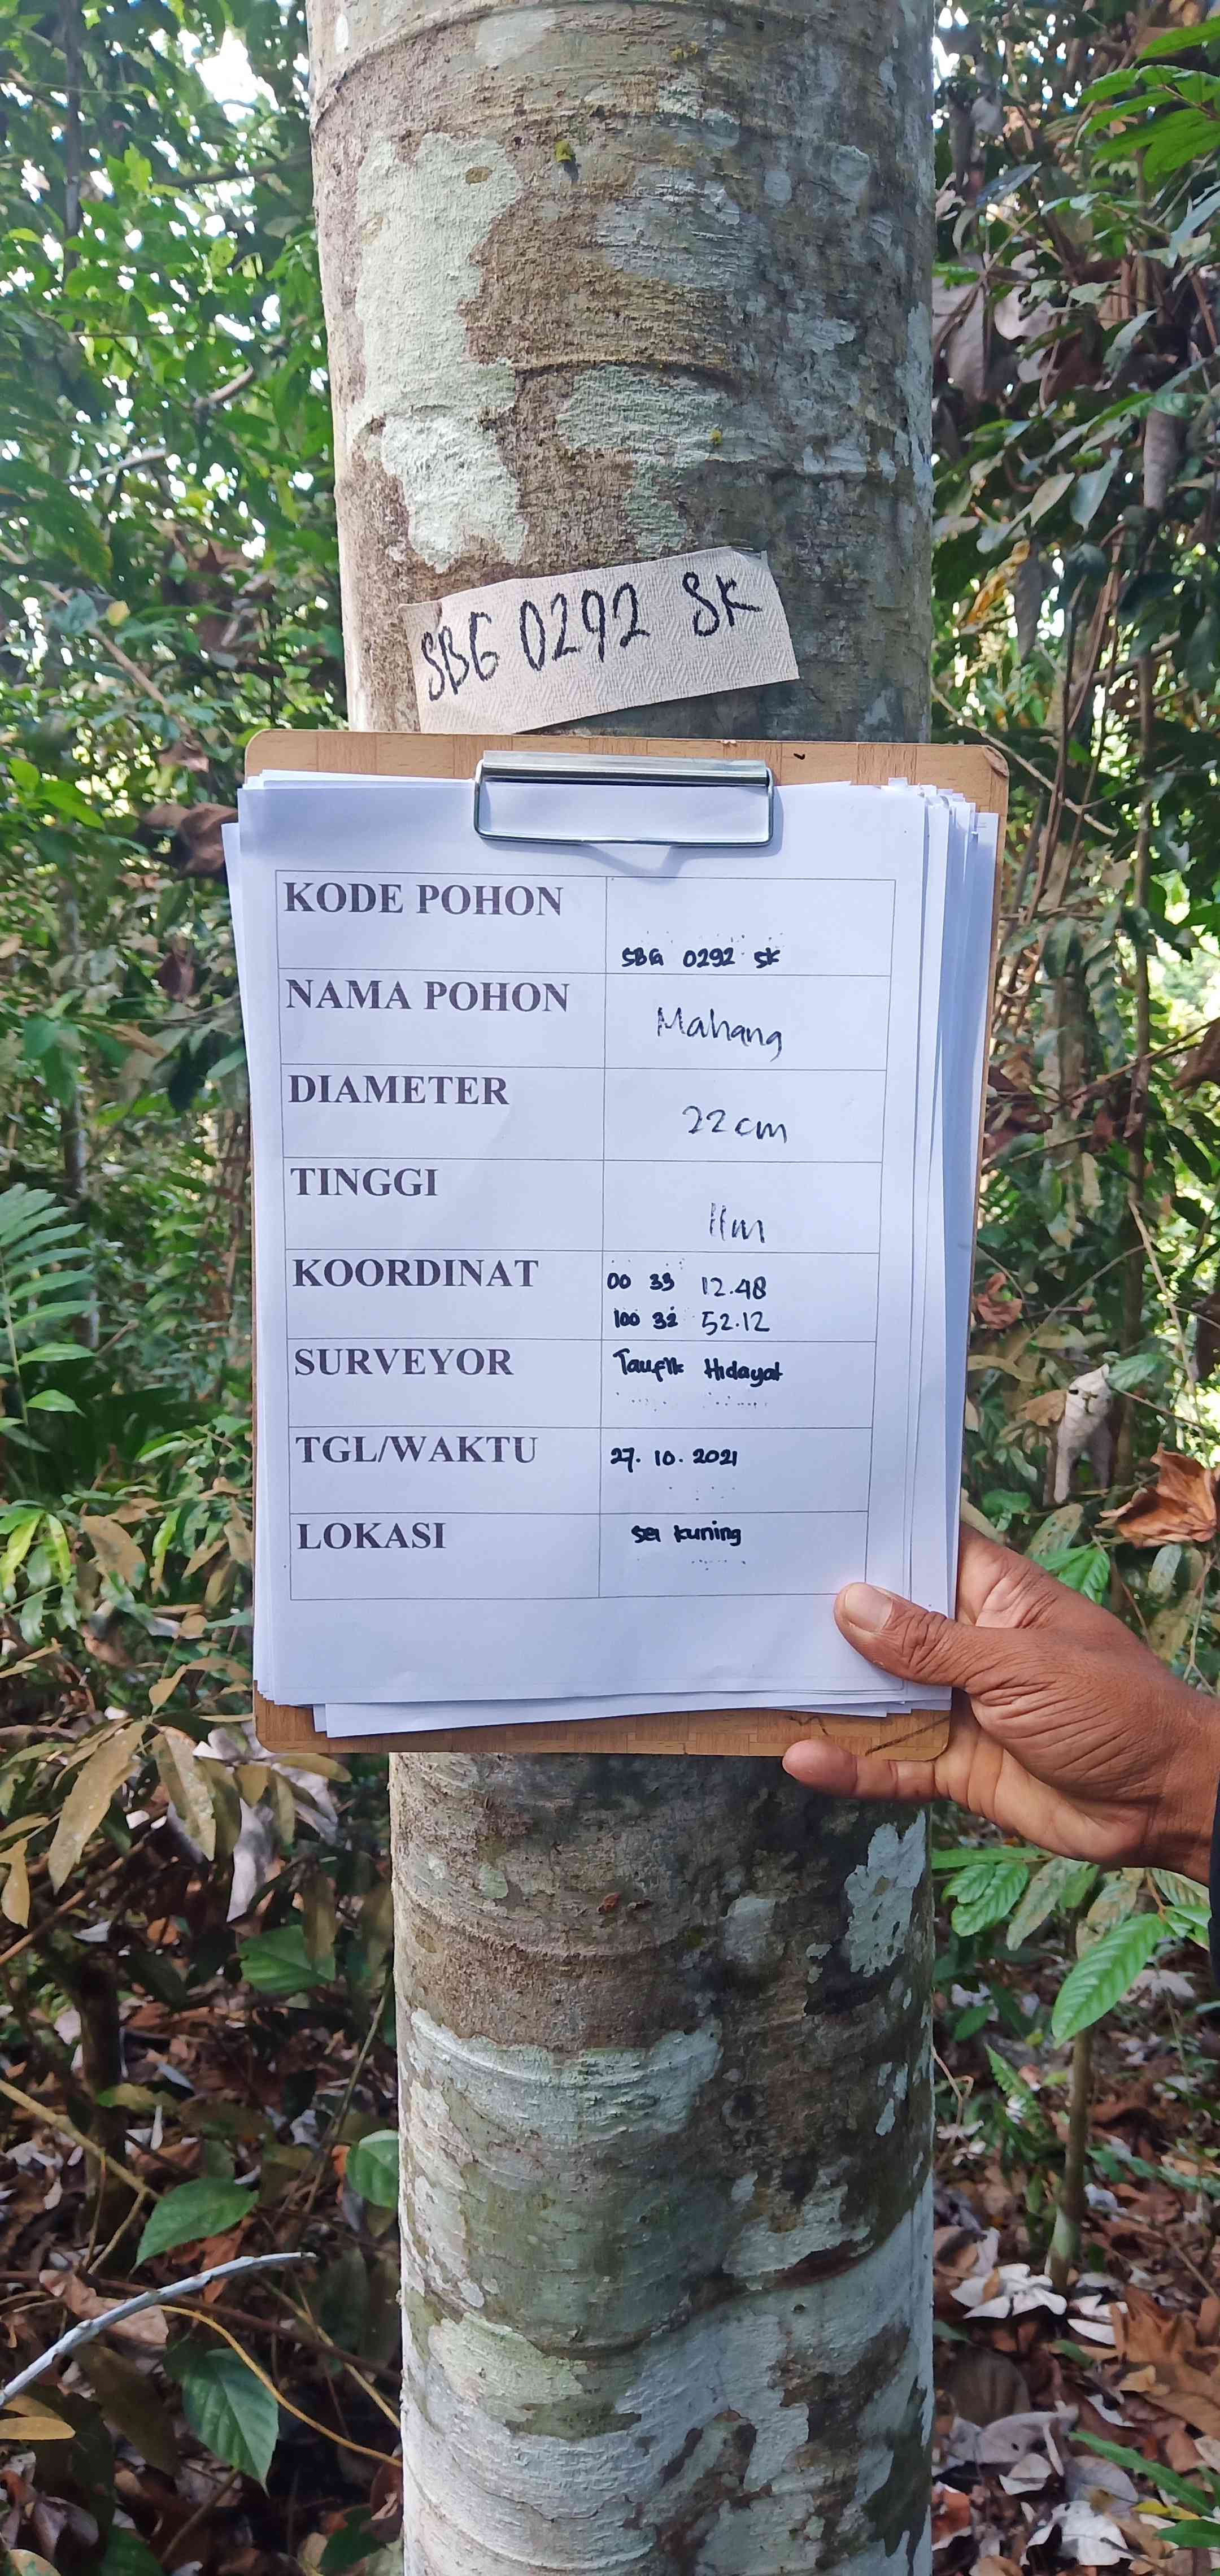 SBG 0292 SK
KODE POHON
SBG 0292 SK
NAMA POHON
Mahang
DIAMETER
22 cm
TINGGI
11m
KOORDINAT
00 33 12.48
100 32 52.12
SURVEYOR
Taufik Hidayat
TGL/WAKTU
27. 10. 2021
LOKASI
Sei Kuning